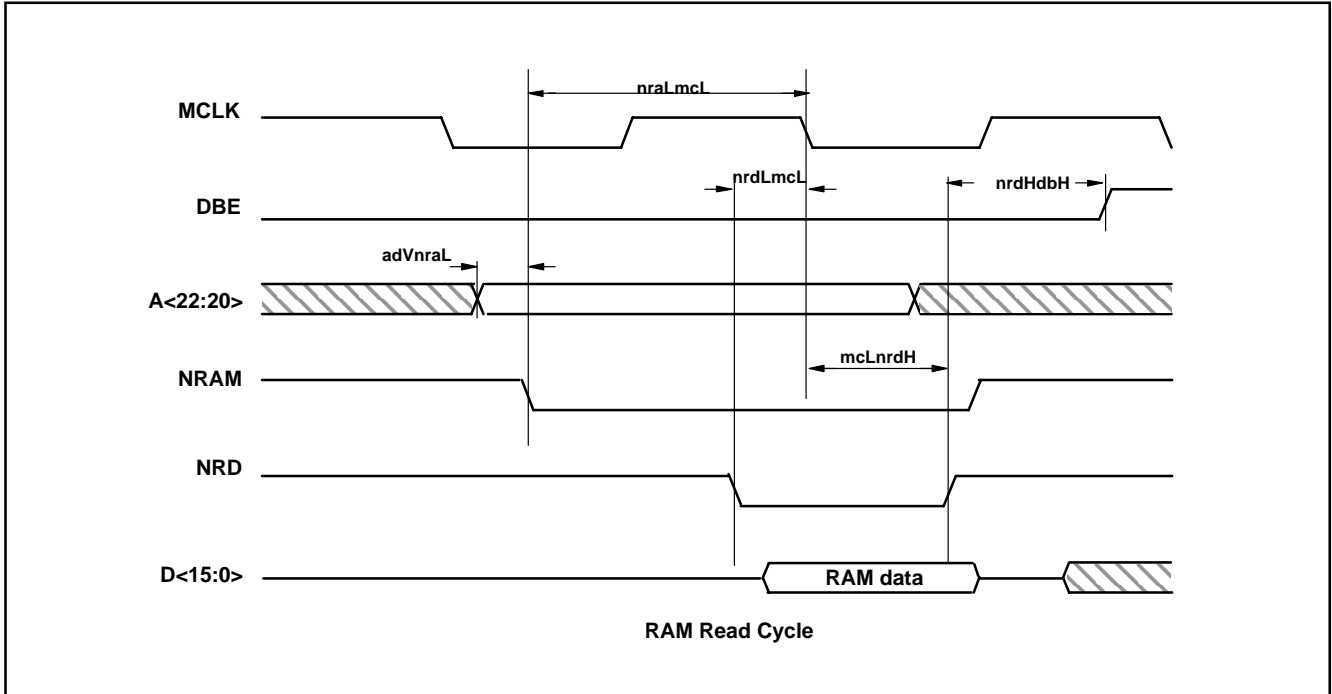 nraLmcL
MCLK
nrdLmcL
nrdHdbH
DBE
adVnraL
A<22:20>
mcLnrdH
NRAM
NRD
D<15:0>
RAM data
RAM Read Cycle